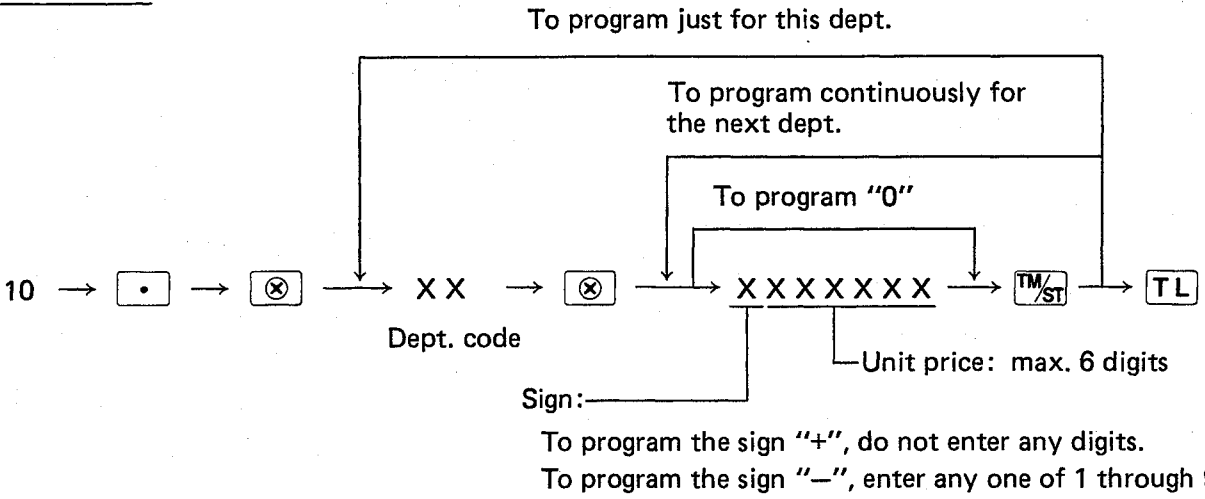 To program just for this dept.
To program continuously for
the next dept.
To program "0"
10 → • → ⊗ → XX → ⊗ → XXXXXXX → TM/ST → TL
Dept. code
Unit price: max. 6 digits
Sign:
To program the sign "+", do not enter any digits.
To program the sign "−", enter any one of 1 through